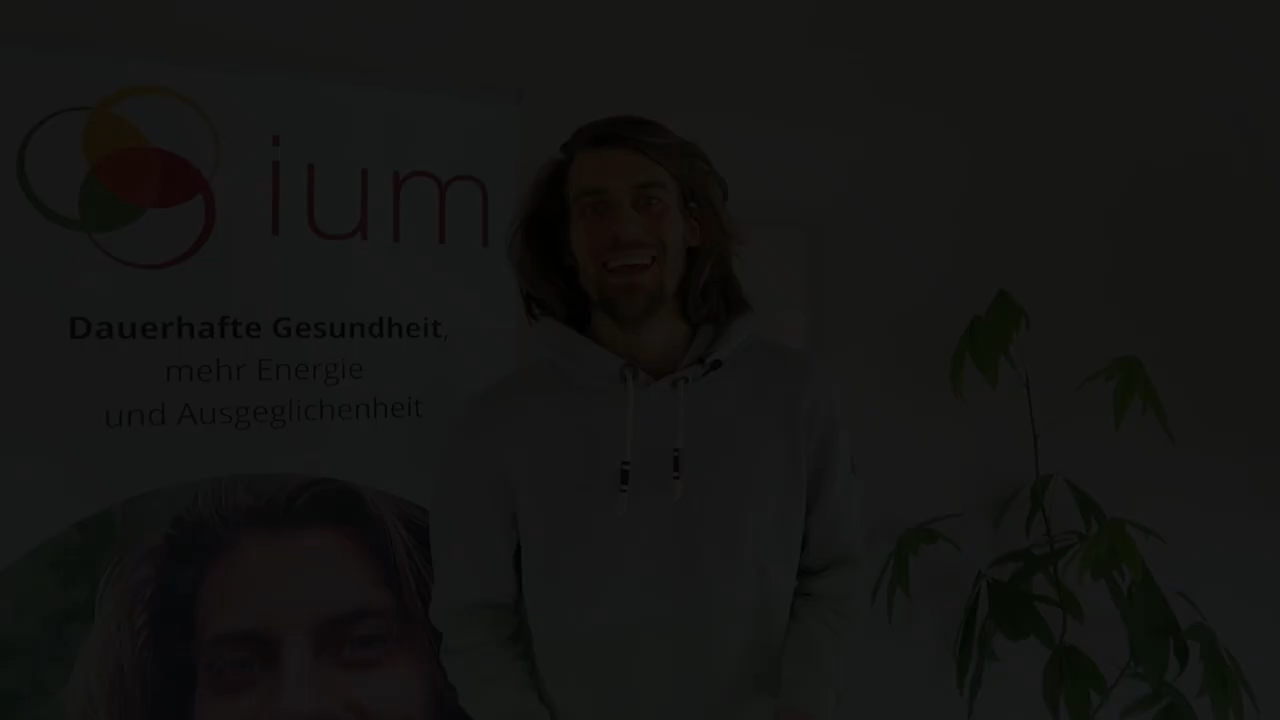 ium
Dauerhafte Gesundheit,
mehr Energie
und Ausgeglichenheit